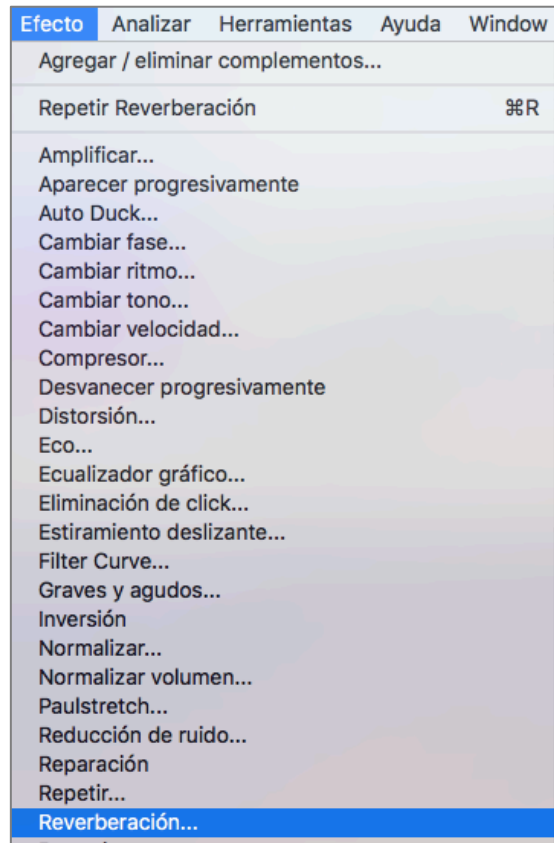 Efecto Analizar Herramientas Ayuda Window
Agregar / eliminar complementos...
Repetir Reverberación ⌘R
Amplificar...
Aparecer progresivamente
Auto Duck...
Cambiar fase...
Cambiar ritmo...
Cambiar tono...
Cambiar velocidad...
Compresor...
Desvanecer progresivamente
Distorsión...
Eco...
Ecualizador gráfico...
Eliminación de click...
Estiramiento deslizante...
Filter Curve...
Graves y agudos...
Inversión
Normalizar...
Normalizar volumen...
Paulstretch...
Reducción de ruido...
Reparación
Repetir...
Reverberación...